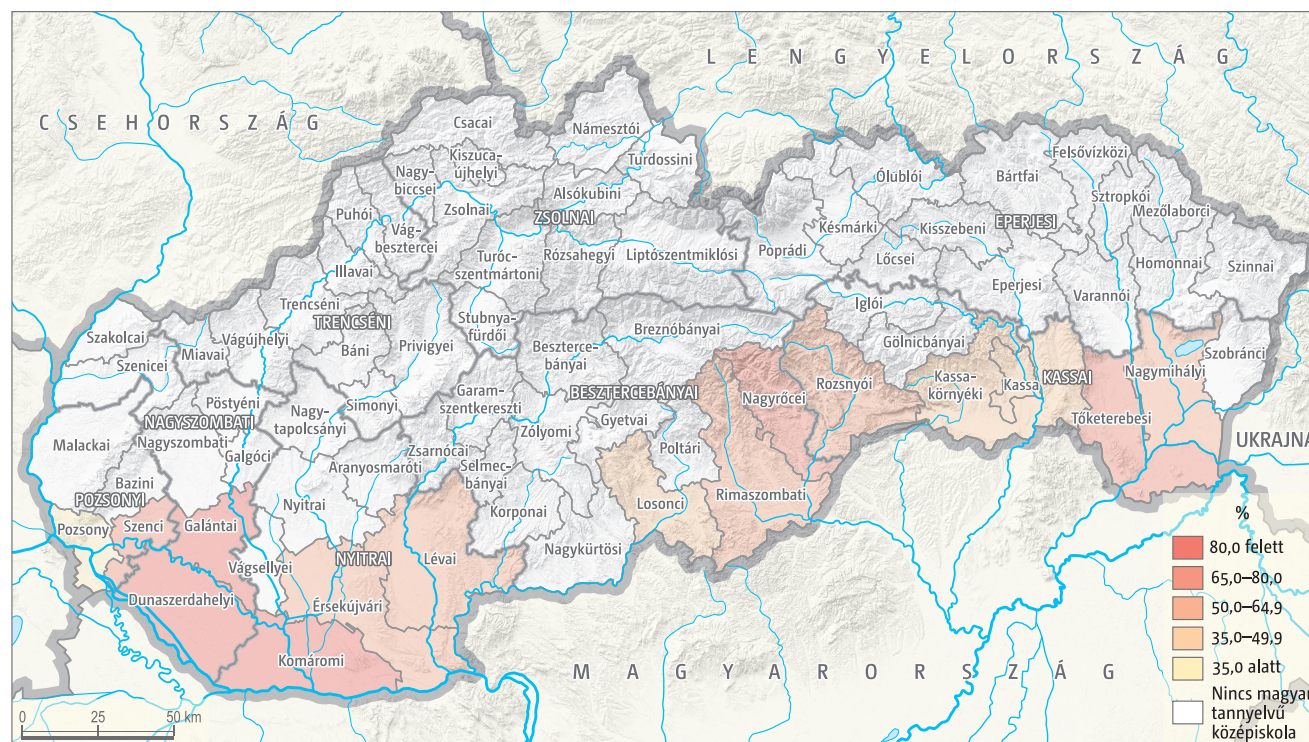 LENGYELORSZÁG
CSEHORSZÁG
Csacai
Námesztói
Kiszuca-
újhelyi
Turdossini
Felsővízközi
Nagy-
biccsei
Alsókubini
Ólublói
Bártfai
Sztropkói
Puhói
Zsolnai
ZSOLNAI
Mezőlaborci
Vág-
besztercei
Késmárki
Kisszebeni
EPERJESI
Turóc-
szentmártoni
Rózsahegyi
Liptószentmiklósi
Poprádi
Lőcsei
Homonnai
Szinnai
Illavai
Trencséni
TRENCSÉNI
Stubnya-
fürdői
Iglói
Eperjesi
Varannói
Szakolcai
Miavai
Vágújhelyi
Báni
Privigyei
Breznóbányai
Gölnicbányai
Szenicei
Beszterce-
bányai
Szobránci
Simonyi
Garam-
szentkereszti
BESZTERCEBÁNYAI
Nagyrőcei
Rozsnyói
Kassa-
környéki
Kassa
KASSAI
Nagymihályi
Pöstyéni
NAGYSZOMBATI
Nagyszombati
Nagy-
tapolcsányi
Gyetvai
Tőketerebesi
Malackai
Galgóci
Zsarnócai
Zólyomi
Poltári
UKRAJNA
Bazini
POZSONYI
Aranyosmaróti
Selmec-
bányai
Nyitrai
Korponai
Losonci
Rimaszombati
Pozsony
Szenci
Galántai
Nagykürtösi
NYITRAI
Lévai
Vágsellyei
Dunaszerdahelyi
Érsekújvári
Komáromi
MAGYARORSZÁG
%
80,0 felett
65,0–80,0
50,0–64,9
35,0–49,9
35,0 alatt
Nincs magyar
tannyelvű
középiskola
0 25 50 km